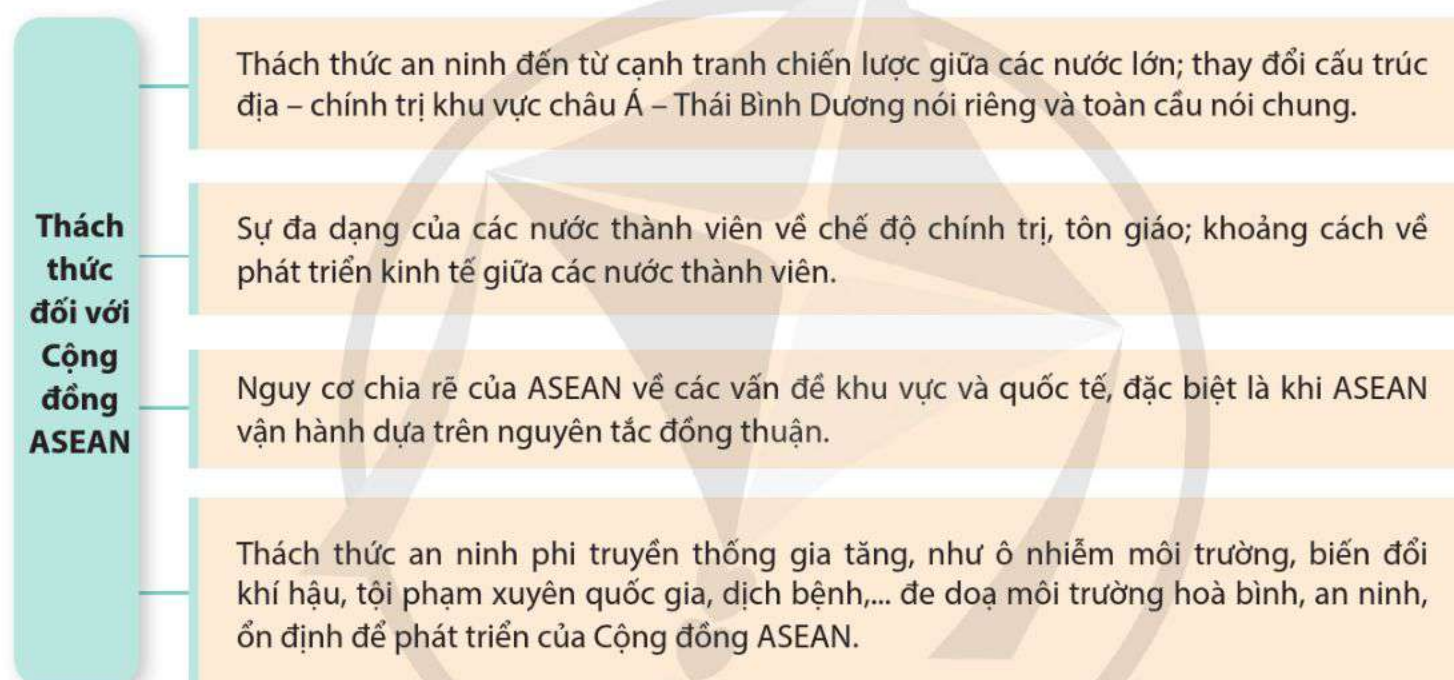 Thách
thức
đối với
Cộng
đồng
ASEAN
Thách thức an ninh đến từ cạnh tranh chiến lược giữa các nước lớn; thay đổi cấu trúc
địa – chính trị khu vực châu Á – Thái Bình Dương nói riêng và toàn cầu nói chung.
Sự đa dạng của các nước thành viên về chế độ chính trị, tôn giáo; khoảng cách về
phát triển kinh tế giữa các nước thành viên.
Nguy cơ chia rẽ của ASEAN về các vấn đề khu vực và quốc tế, đặc biệt là khi ASEAN
vận hành dựa trên nguyên tắc đồng thuận.
Thách thức an ninh phi truyền thống gia tăng, như ô nhiễm môi trường, biến đổi
khí hậu, tội phạm xuyên quốc gia, dịch bệnh,... đe doạ môi trường hoà bình, an ninh,
ổn định để phát triển của Cộng đồng ASEAN.